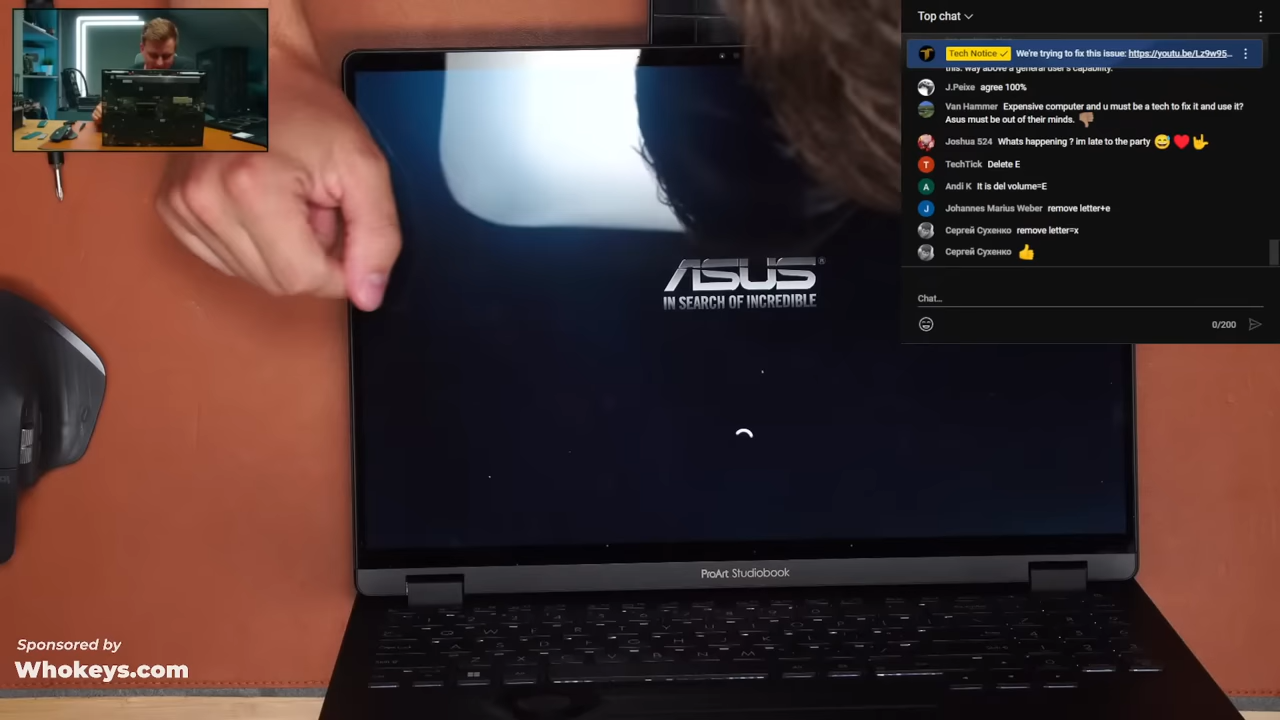 Top chat
Tech Notice We're trying to fix this issue: https://youtu.be/Lz9w95...
this. way above a general user's capability.
J.Peixe agree 100%
Van Hammer Expensive computer and u must be a tech to fix it and use it?
Asus must be out of their minds. 👎🏽
Joshua 524 Whats happening ? im late to the party 😅❤️🤟
T TechTick Delete E
A Andi K It is del volume=E
J Johannes Marius Weber remove letter+e
Сергей Сухенко remove letter=x
Сергей Сухенко 👍
Chat...
0/200
ASUS
IN SEARCH OF INCREDIBLE
ProArt Studiobook
Sponsored by
Whokeys.com